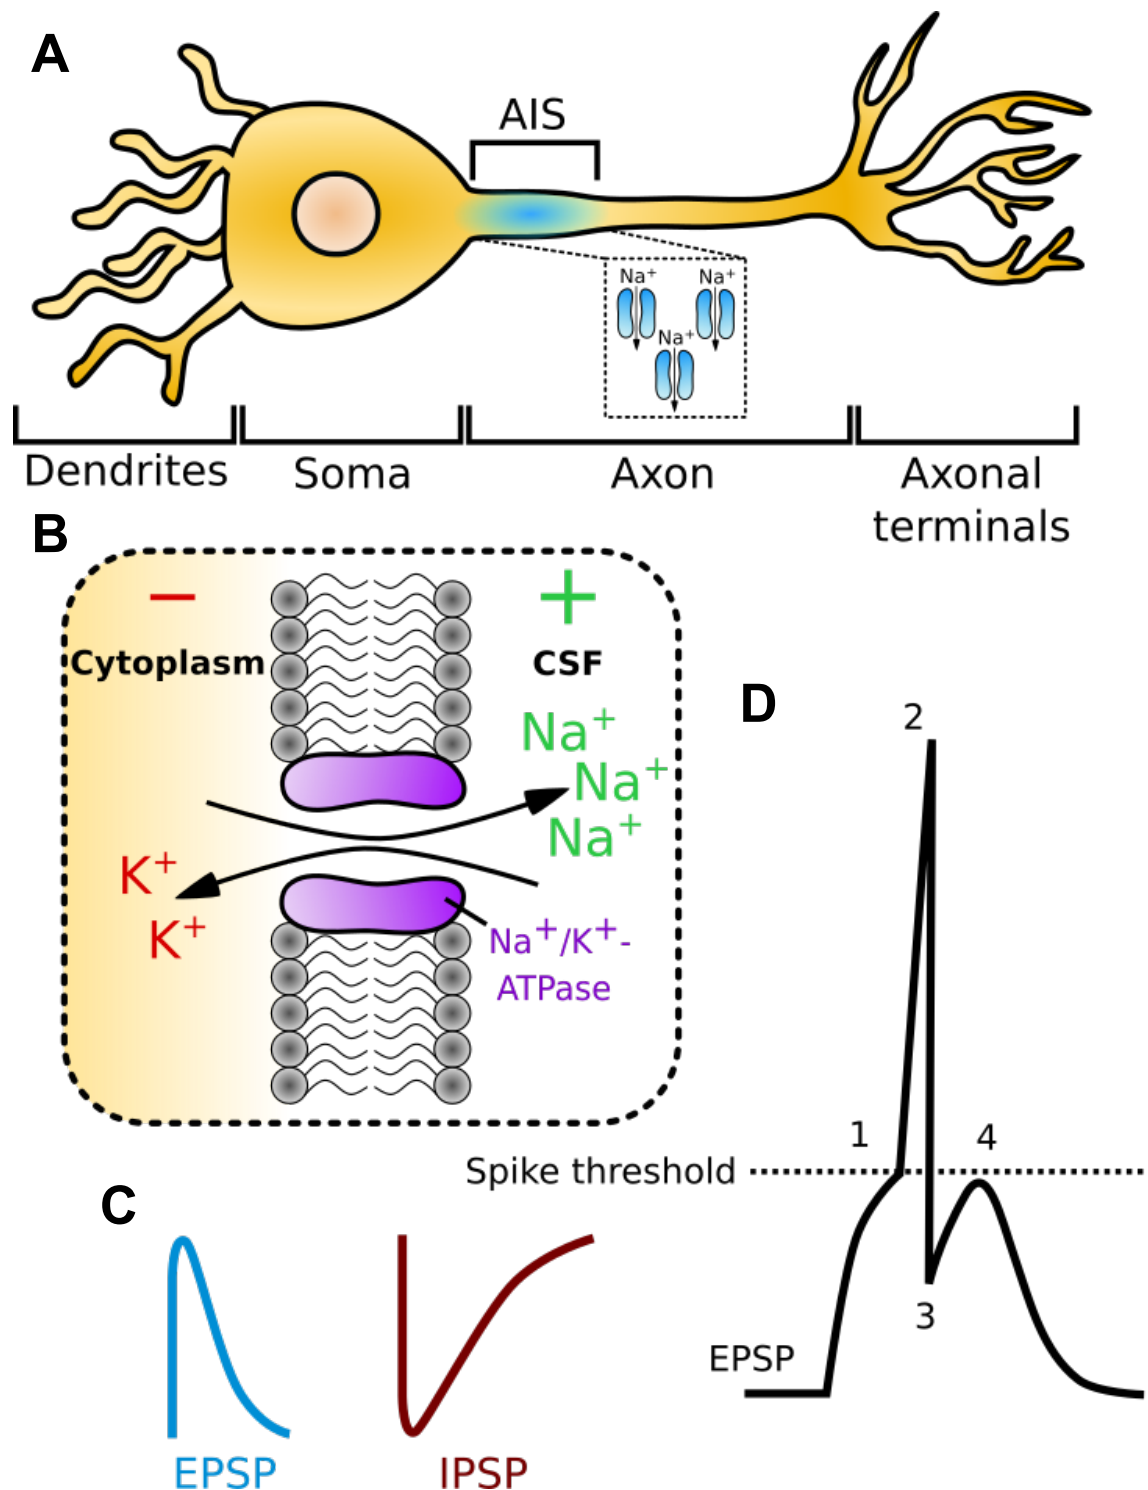 A
AIS
Na⁺
Na⁺
Na⁺
Dendrites
Soma
Axon
Axonal
terminals
B
−
+
Cytoplasm
CSF
Na⁺
Na⁺
Na⁺
K⁺
K⁺
Na⁺/K⁺-
ATPase
C
EPSP
IPSP
D
2
1
4
Spike threshold
3
EPSP